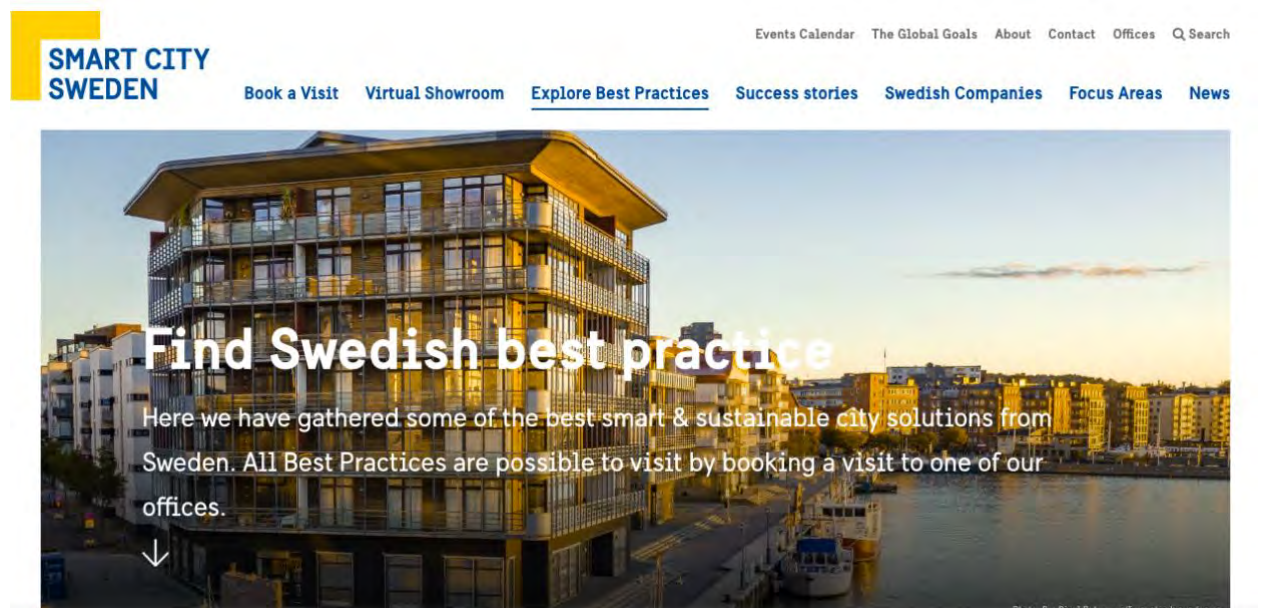 Events Calendar The Global Goals About Contact Offices Search
SMART CITY
SWEDEN
Book a Visit Virtual Showroom Explore Best Practices Success stories Swedish Companies Focus Areas News
Find Swedish best practice
Here we have gathered some of the best smart & sustainable city solutions from
Sweden. All Best Practices are possible to visit by booking a visit to one of our
offices.